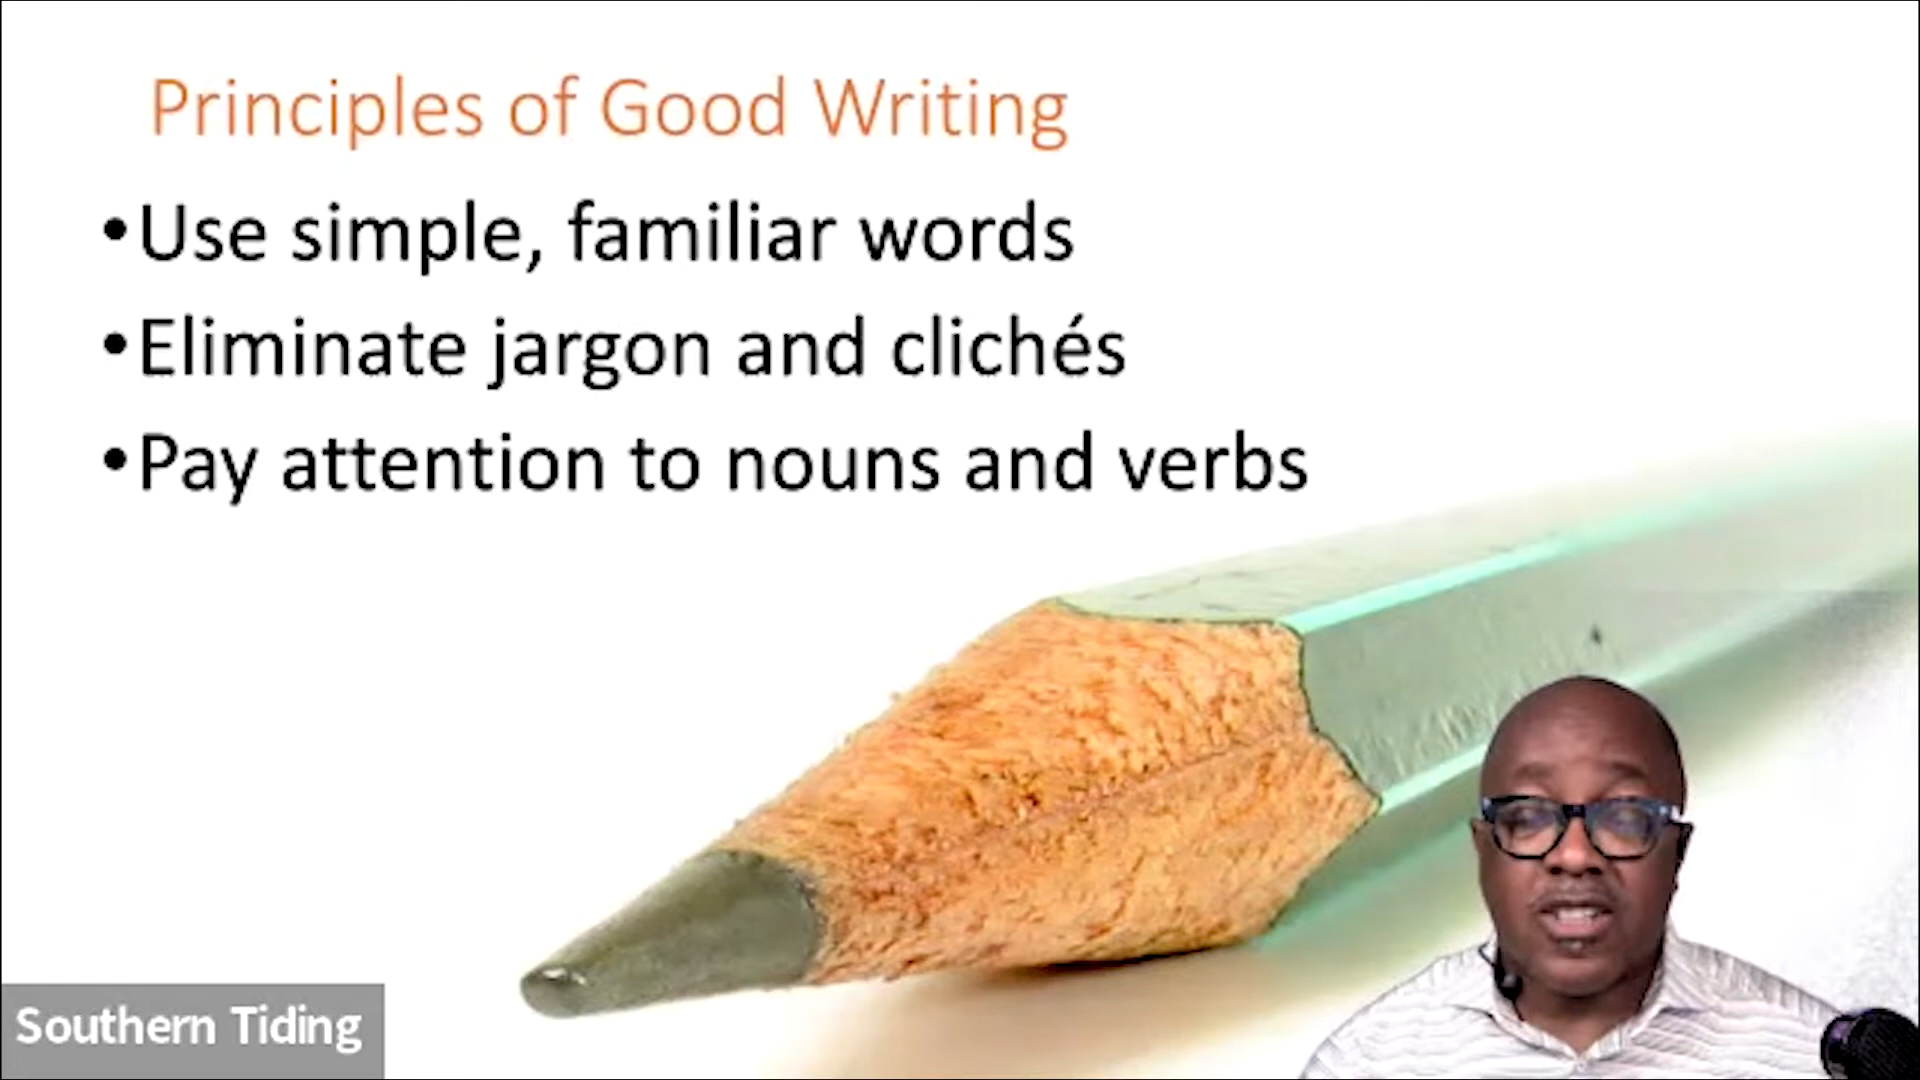 Principles of Good Writing
•Use simple, familiar words
•Eliminate jargon and clichés
•Pay attention to nouns and verbs
Southern Tiding